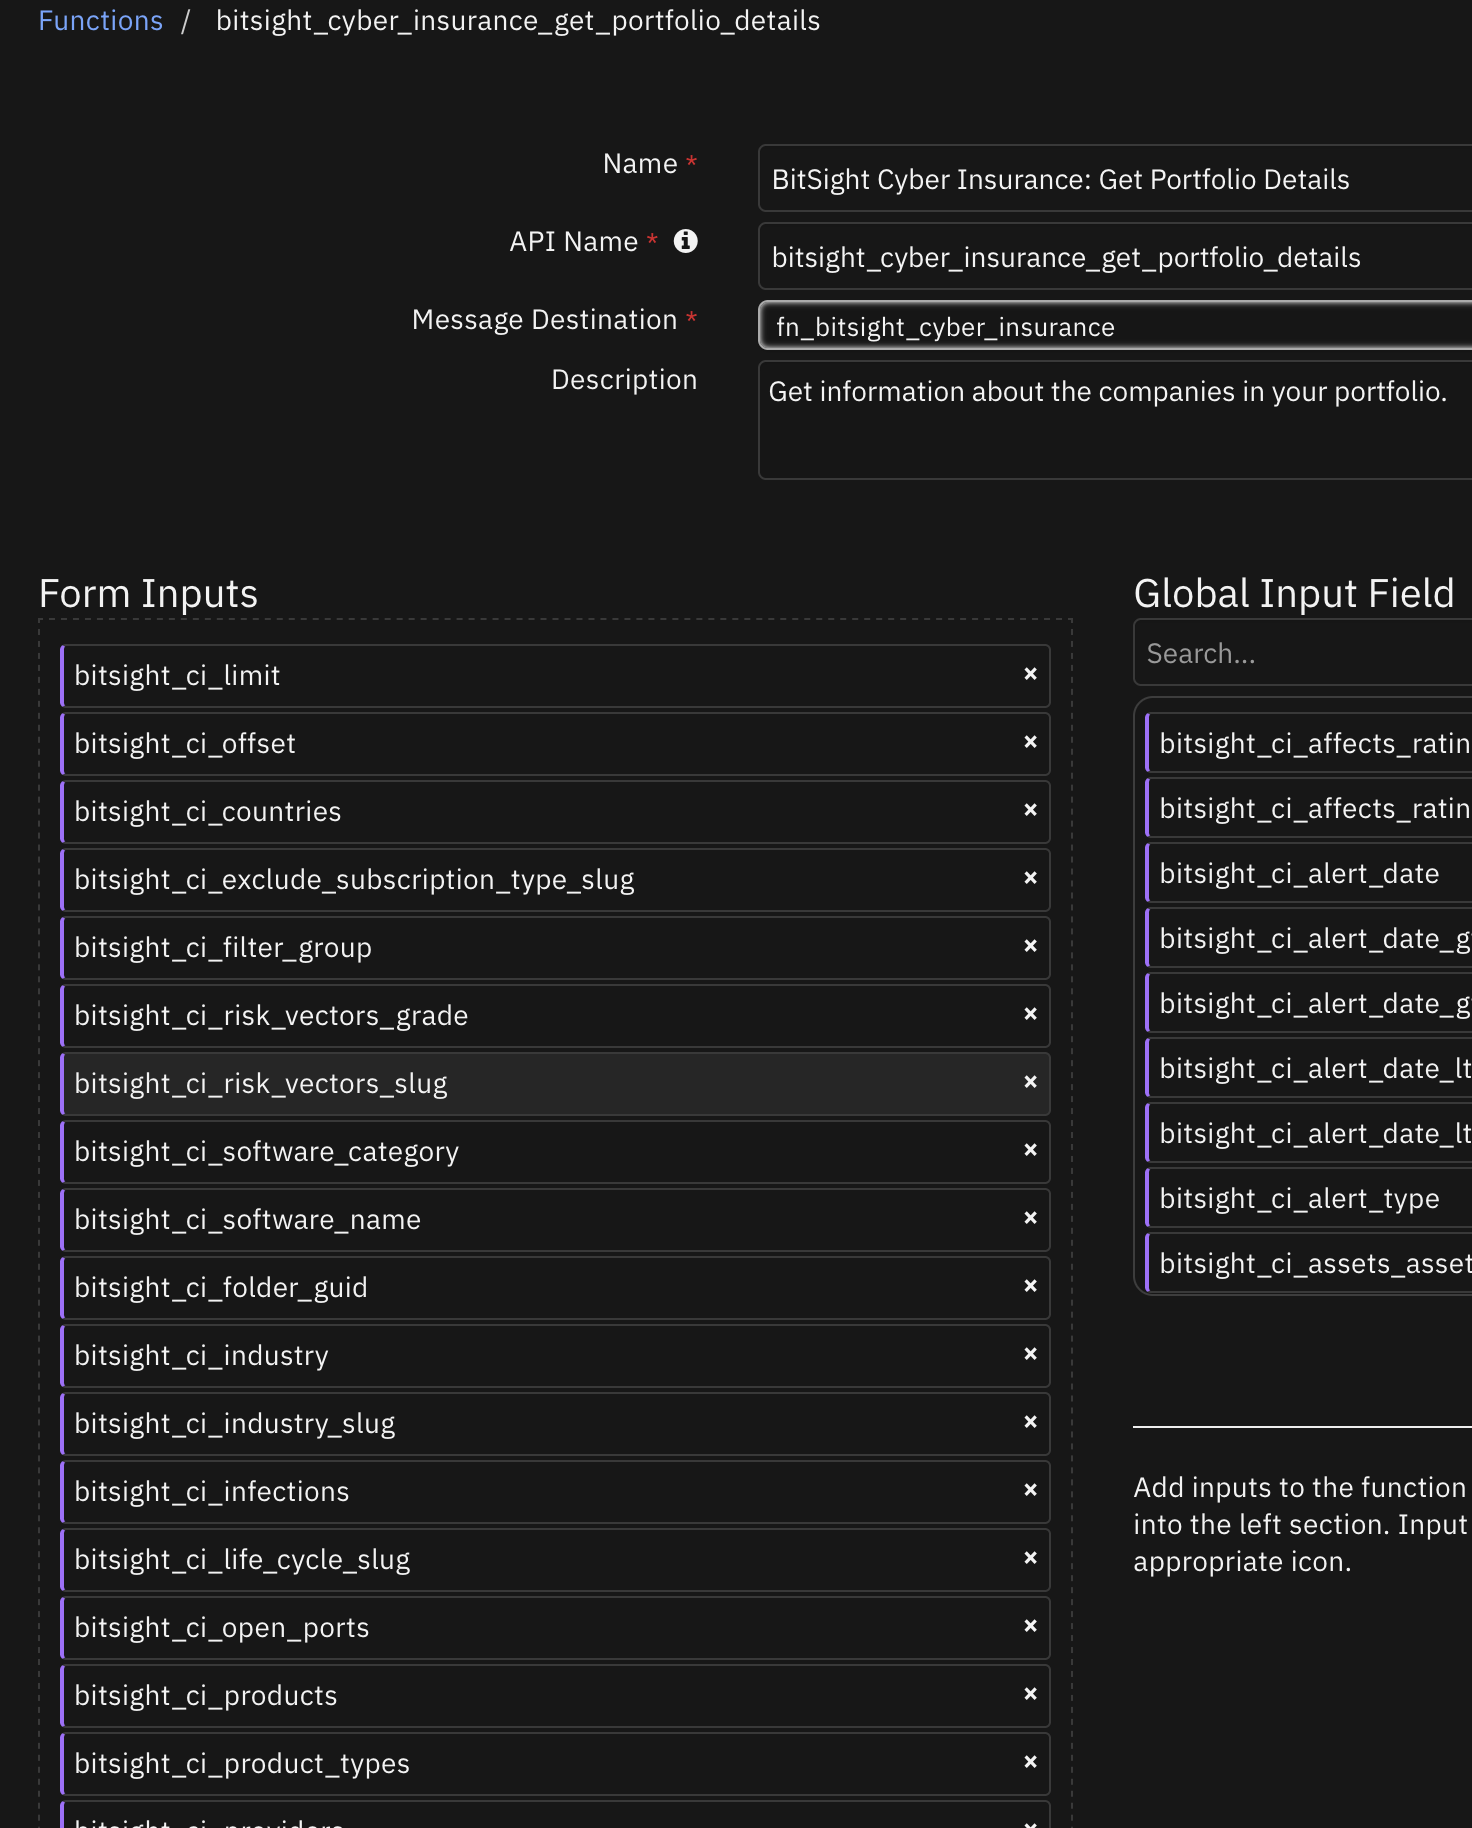 Functions / bitsight_cyber_insurance_get_portfolio_details
Name *
BitSight Cyber Insurance: Get Portfolio Details
API Name *
bitsight_cyber_insurance_get_portfolio_details
Message Destination *
fn_bitsight_cyber_insurance
Description
Get information about the companies in your portfolio.
Form Inputs
bitsight_ci_limit ×
bitsight_ci_offset ×
bitsight_ci_countries ×
bitsight_ci_exclude_subscription_type_slug ×
bitsight_ci_filter_group ×
bitsight_ci_risk_vectors_grade ×
bitsight_ci_risk_vectors_slug ×
bitsight_ci_software_category ×
bitsight_ci_software_name ×
bitsight_ci_folder_guid ×
bitsight_ci_industry ×
bitsight_ci_industry_slug ×
bitsight_ci_infections ×
bitsight_ci_life_cycle_slug ×
bitsight_ci_open_ports ×
bitsight_ci_products ×
bitsight_ci_product_types ×
bitsight_ci_providers ×
Global Input Field
Search...
bitsight_ci_affects_ratin
bitsight_ci_affects_ratin
bitsight_ci_alert_date
bitsight_ci_alert_date_g
bitsight_ci_alert_date_g
bitsight_ci_alert_date_lt
bitsight_ci_alert_date_lt
bitsight_ci_alert_type
bitsight_ci_assets_asset
Add inputs to the function
into the left section. Input
appropriate icon.